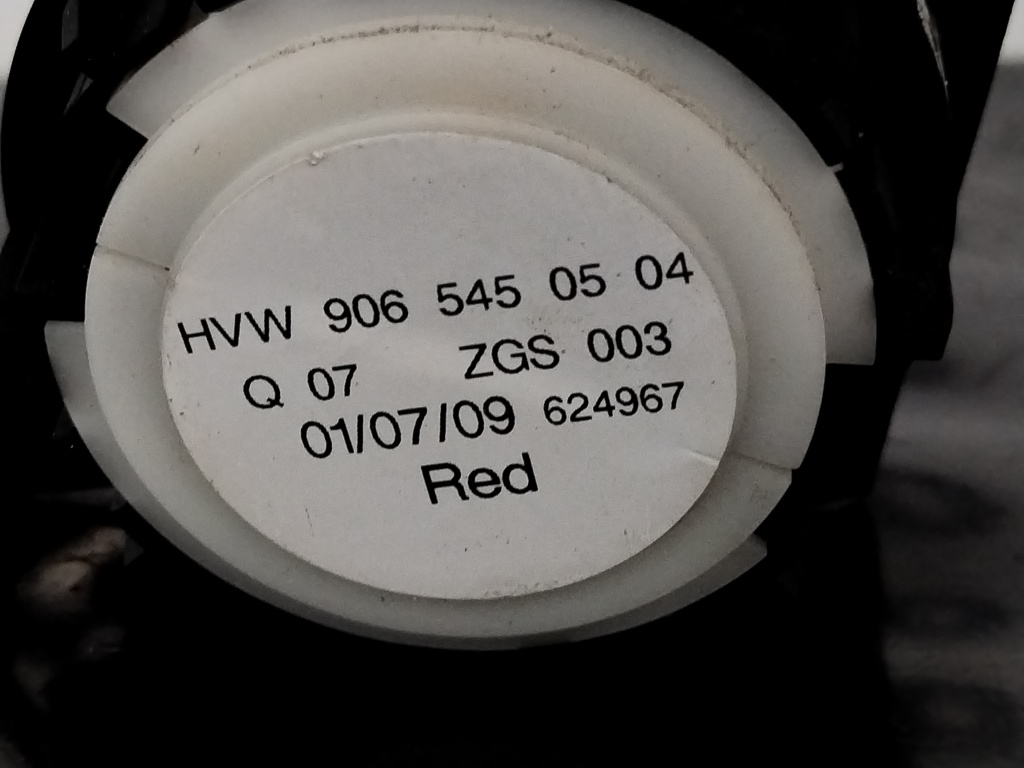 HVW 906 545 05 04
Q 07 ZGS 003
01/07/09 624967
Red